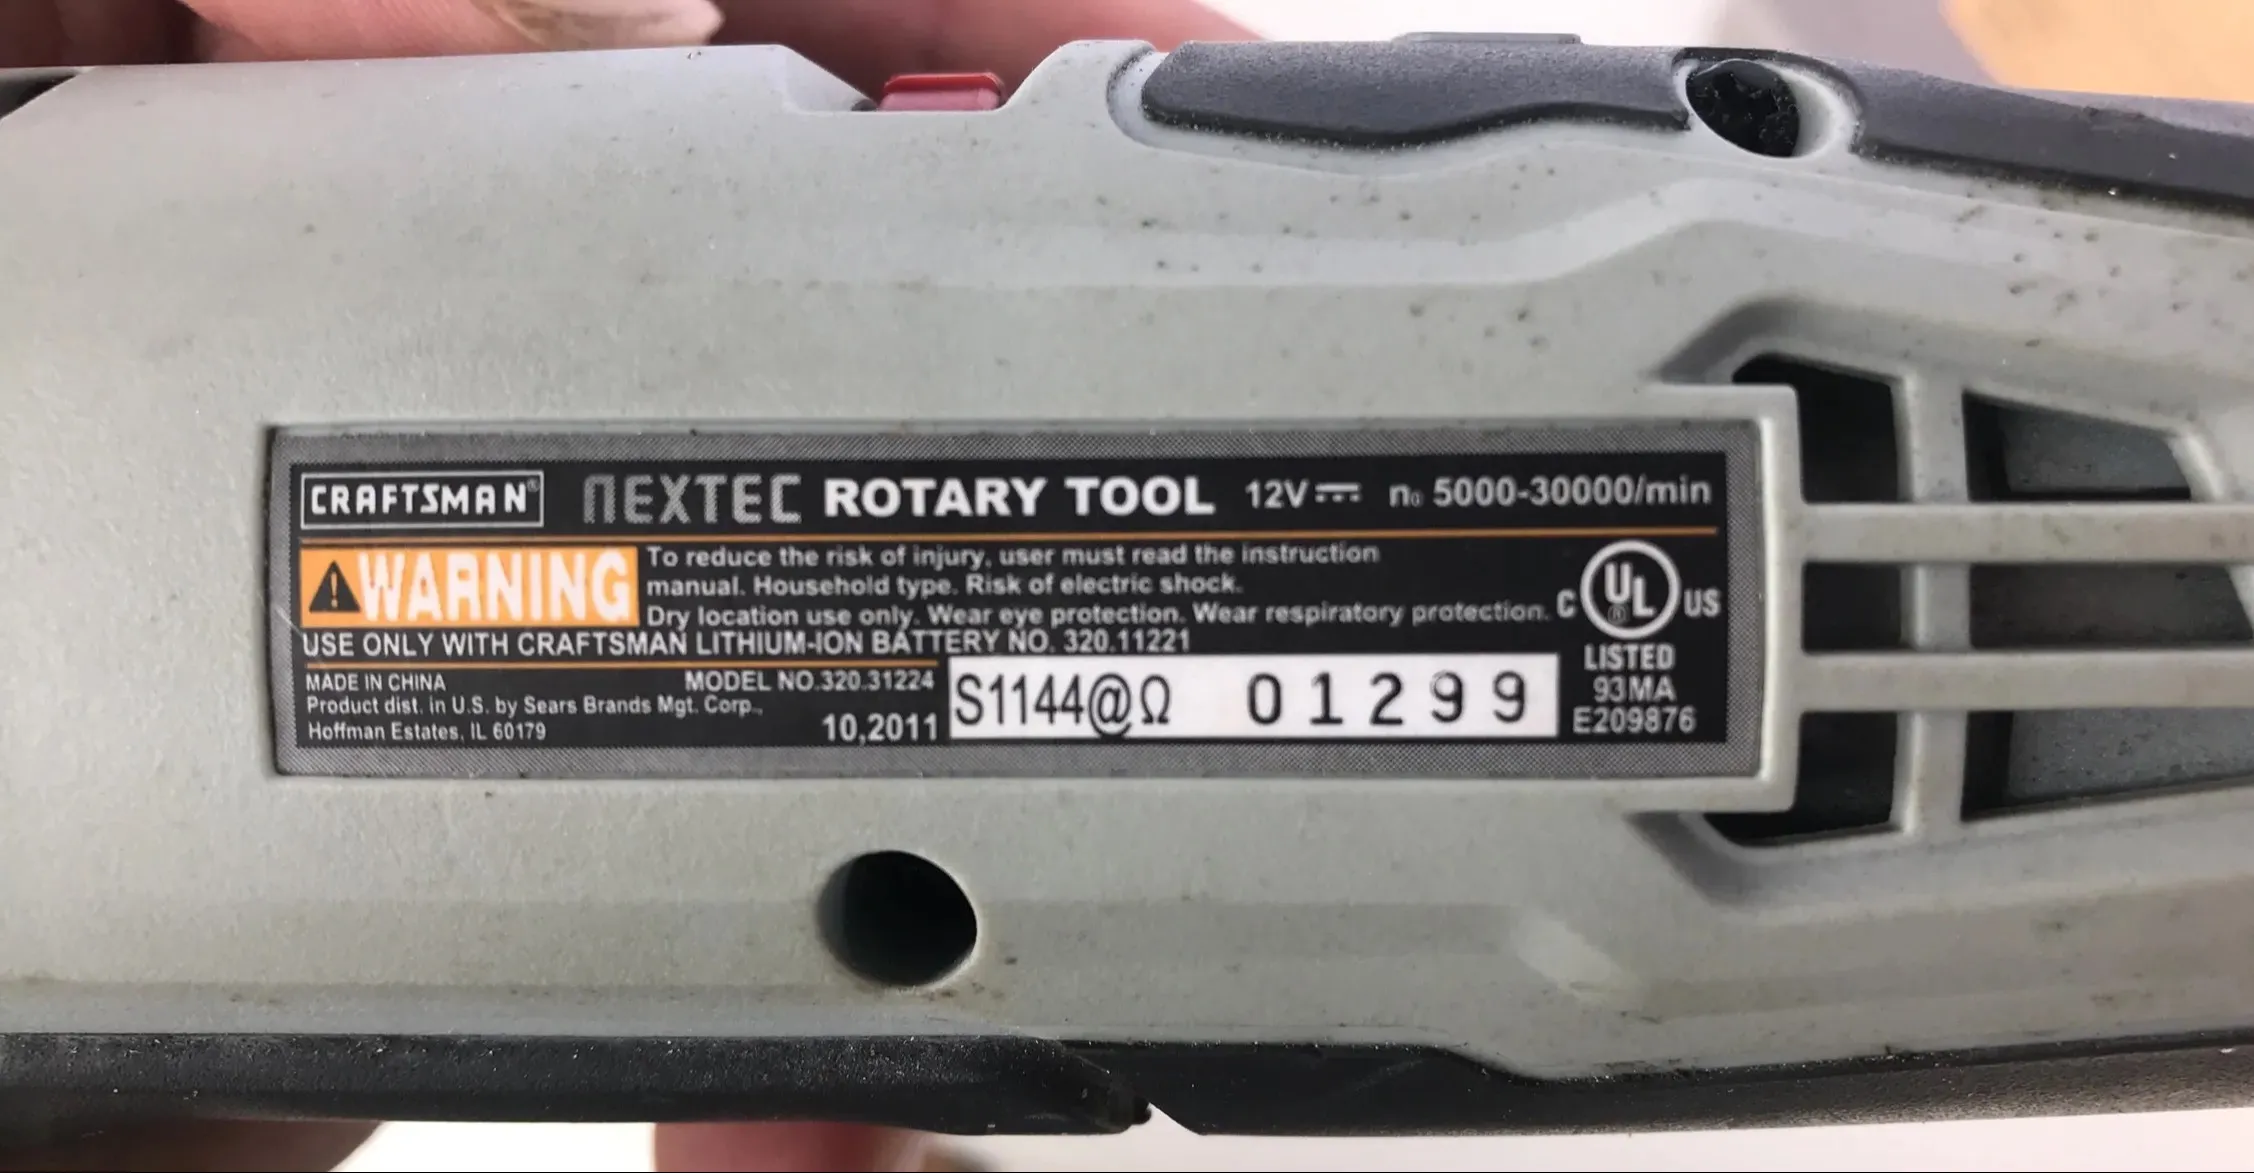 CRAFTSMAN® NEXTEC ROTARY TOOL 12V⎓ n₀ 5000-30000/min
⚠WARNING
To reduce the risk of injury, user must read the instruction
manual. Household type. Risk of electric shock.
Dry location use only. Wear eye protection. Wear respiratory protection.
USE ONLY WITH CRAFTSMAN LITHIUM-ION BATTERY NO. 320.11221
C UL® US
LISTED
93MA
E209876
MADE IN CHINA
MODEL NO.320.31224
Product dist. in U.S. by Sears Brands Mgt. Corp.,
Hoffman Estates, IL 60179
10,2011
S1144@Ω 01299